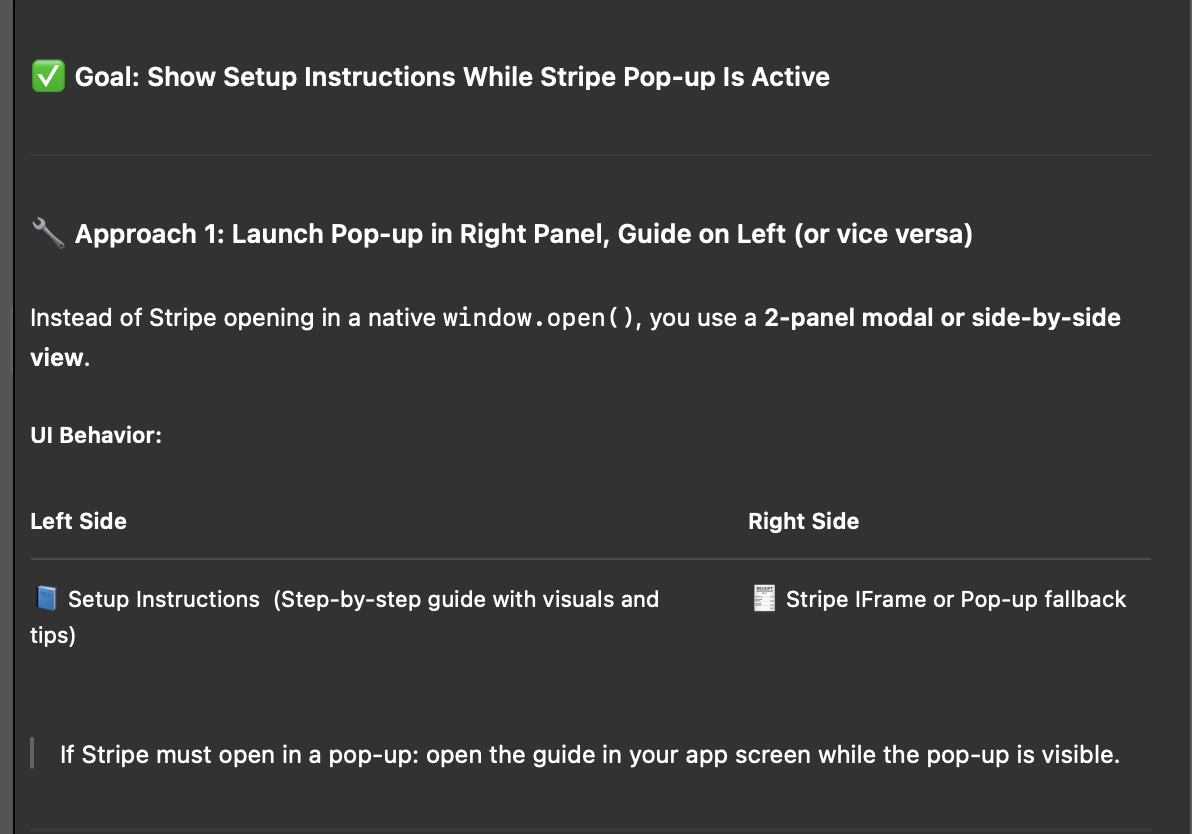 ✅ Goal: Show Setup Instructions While Stripe Pop-up Is Active
🔧 Approach 1: Launch Pop-up in Right Panel, Guide on Left (or vice versa)
Instead of Stripe opening in a native window.open(), you use a 2-panel modal or side-by-side
view.
UI Behavior:
Left Side Right Side
📘 Setup Instructions (Step-by-step guide with visuals and 🧾 Stripe IFrame or Pop-up fallback
tips)
If Stripe must open in a pop-up: open the guide in your app screen while the pop-up is visible.